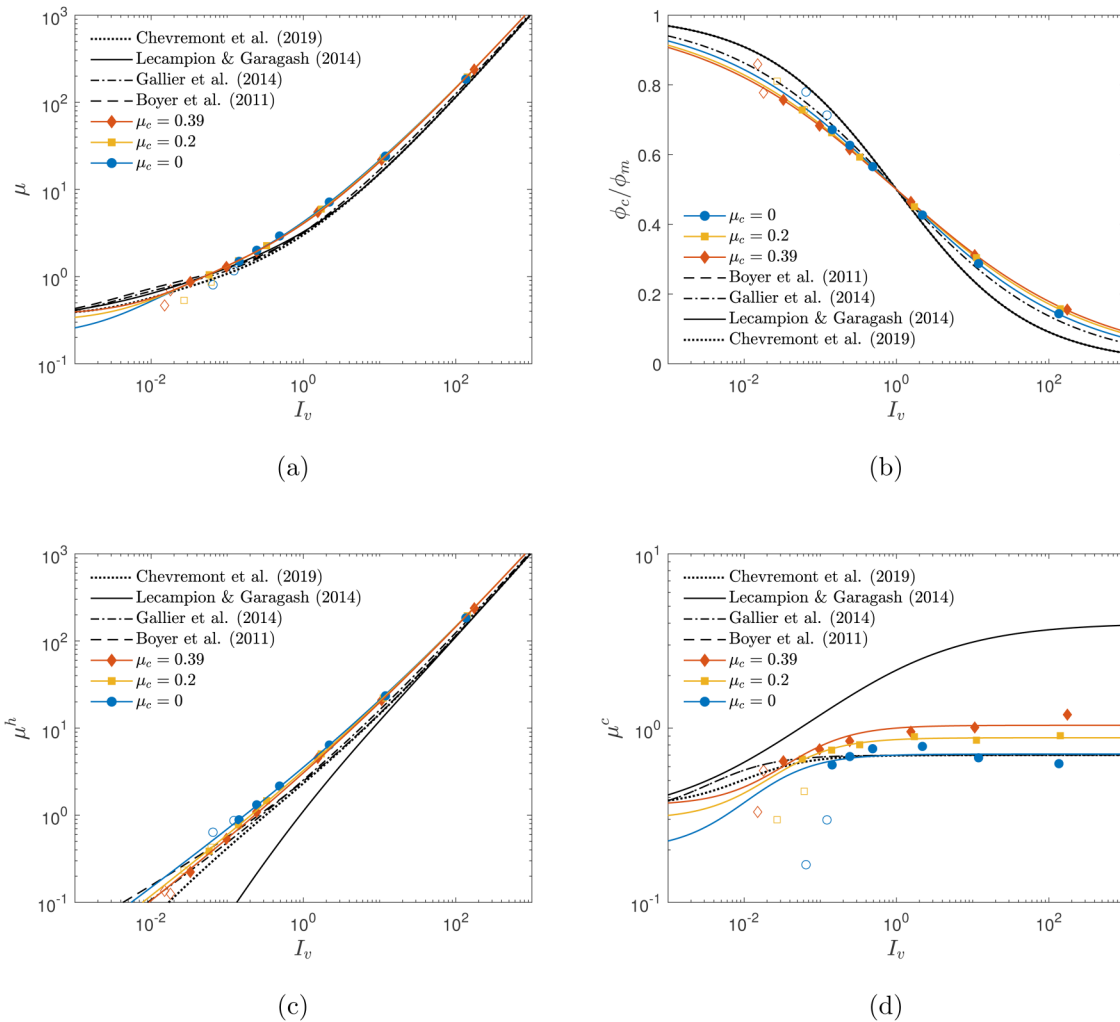 10^3
10^2
10^1
10^0
10^-1
μ
Chevremont et al. (2019)
Lecampion & Garagash (2014)
Gallier et al. (2014)
Boyer et al. (2011)
μ_c = 0.39
μ_c = 0.2
μ_c = 0
10^-2 10^0 10^2
I_v
(a)
1
0.8
0.6
0.4
0.2
0
ϕ_c/ϕ_m
μ_c = 0
μ_c = 0.2
μ_c = 0.39
Boyer et al. (2011)
Gallier et al. (2014)
Lecampion & Garagash (2014)
Chevremont et al. (2019)
10^-2 10^0 10^2
I_v
(b)
10^3
10^2
10^1
10^0
10^-1
μ^h
Chevremont et al. (2019)
Lecampion & Garagash (2014)
Gallier et al. (2014)
Boyer et al. (2011)
μ_c = 0.39
μ_c = 0.2
μ_c = 0
10^-2 10^0 10^2
I_v
(c)
10^1
10^0
10^-1
μ^c
Chevremont et al. (2019)
Lecampion & Garagash (2014)
Gallier et al. (2014)
Boyer et al. (2011)
μ_c = 0.39
μ_c = 0.2
μ_c = 0
10^-2 10^0 10^2
I_v
(d)